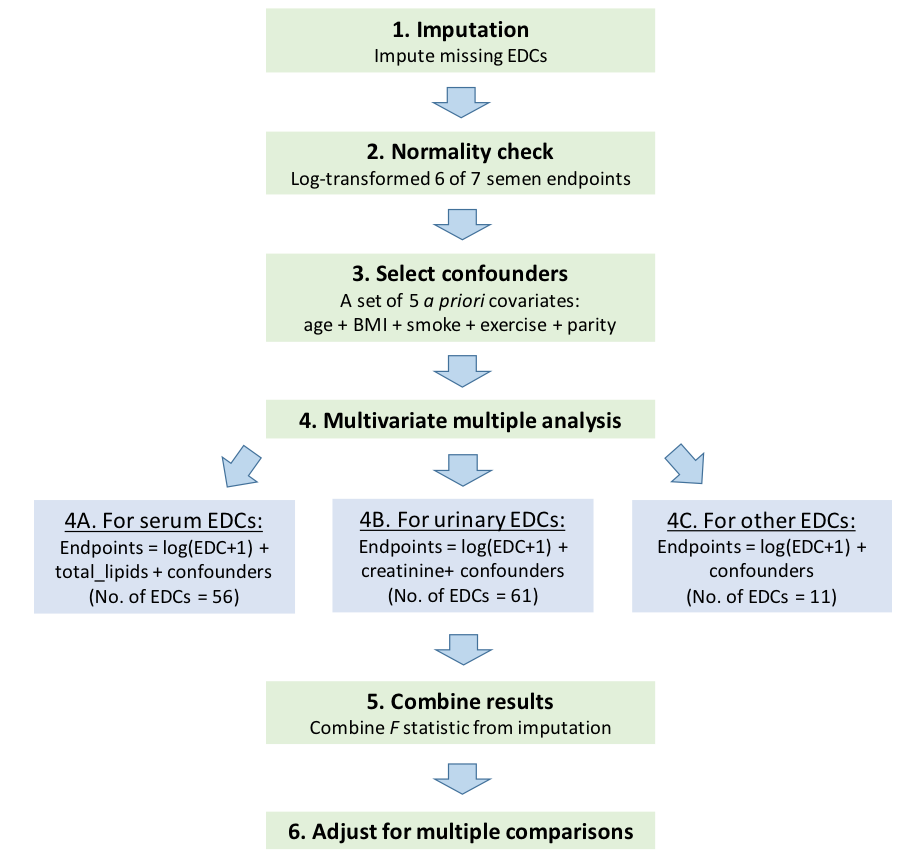 1. Imputation
Impute missing EDCs
2. Normality check
Log-transformed 6 of 7 semen endpoints
3. Select confounders
A set of 5 a priori covariates:
age + BMI + smoke + exercise + parity
4. Multivariate multiple analysis
4A. For serum EDCs:
Endpoints = log(EDC+1) +
total_lipids + confounders
(No. of EDCs = 56)
4B. For urinary EDCs:
Endpoints = log(EDC+1) +
creatinine+ confounders
(No. of EDCs = 61)
4C. For other EDCs:
Endpoints = log(EDC+1) +
confounders
(No. of EDCs = 11)
5. Combine results
Combine F statistic from imputation
6. Adjust for multiple comparisons